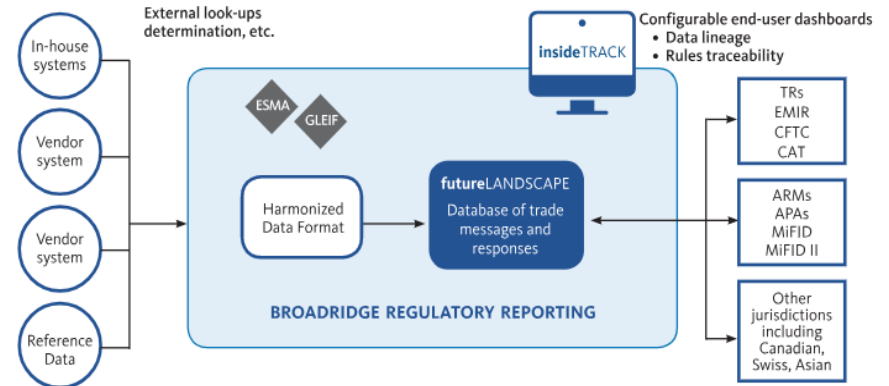 External look-ups
determination, etc.
In-house
systems
Vendor
system
Vendor
system
Reference
Data
ESMA
GLEIF
Harmonized
Data Format
futureLANDSCAPE
Database of trade
messages and
responses
BROADRIDGE REGULATORY REPORTING
insideTRACK
Configurable end-user dashboards
• Data lineage
• Rules traceability
TRs
EMIR
CFTC
CAT
ARMs
APAs
MiFID
MiFID II
Other
jurisdictions
including
Canadian,
Swiss, Asian